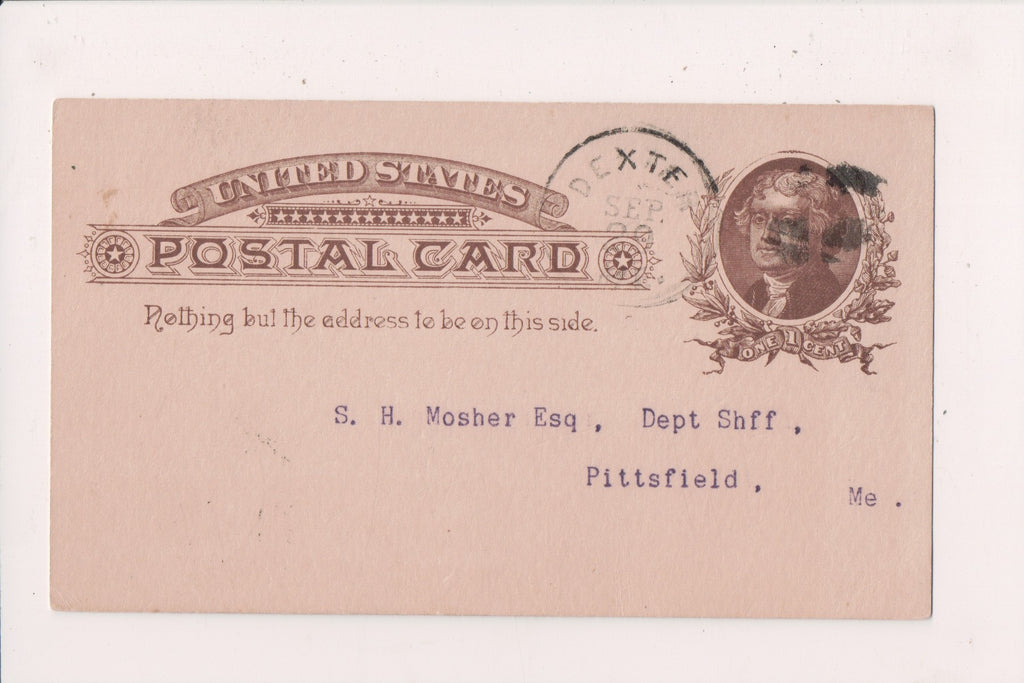 UNITED STATES
POSTAL CARD
Nothing but the address to be on this side.
DEXTER
SEP
ONE 1 CENT
S. H. Mosher Esq , Dept Shff ,
Pittsfield ,
Me .